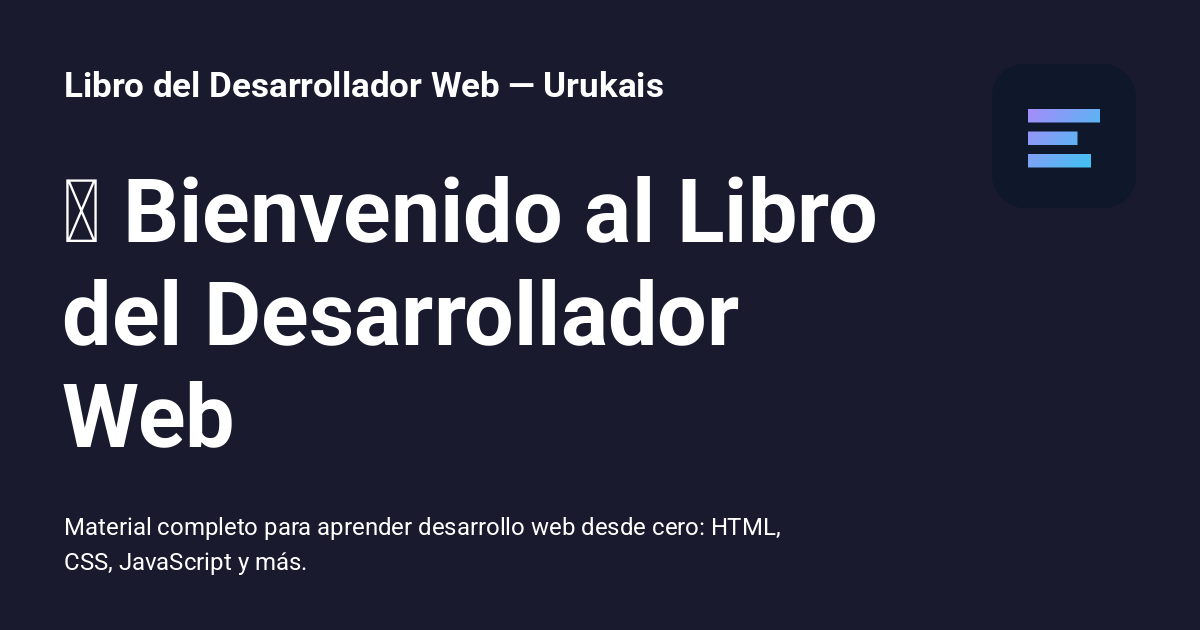 Libro del Desarrollador Web — Urukais
Bienvenido al Libro
del Desarrollador
Web
Material completo para aprender desarrollo web desde cero: HTML,
CSS, JavaScript y más.